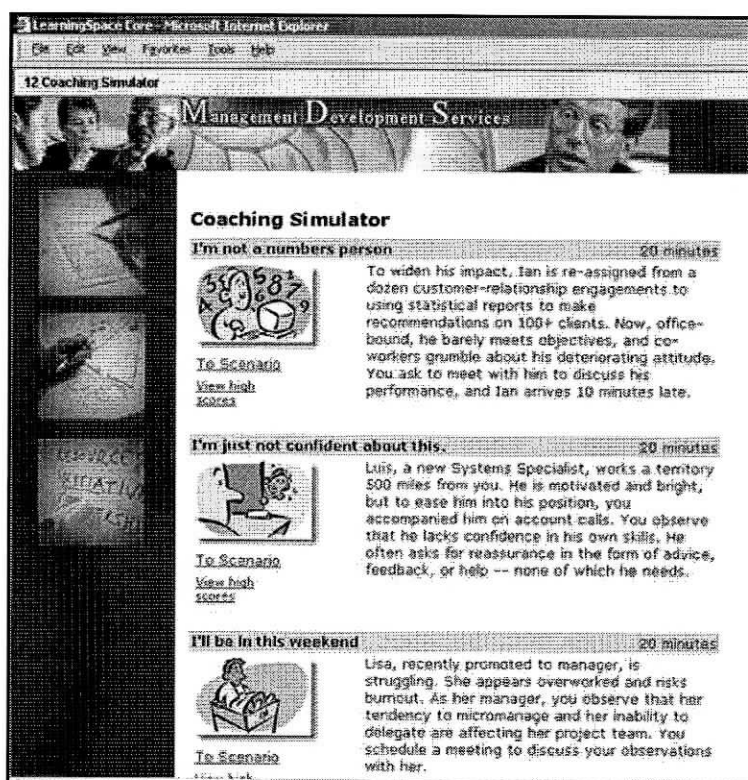 LearningSpace Core - Microsoft Internet Explorer
File Edit View Favorites Tools Help
12 Coaching Simulator
Management Development Services
Coaching Simulator
I'm not a numbers person 20 minutes
To widen his impact, Ian is re-assigned from a
dozen customer-relationship engagements to
using statistical reports to make
recommendations on 100+ clients. Now, office-
bound, he barely meets objectives, and co-
workers grumble about his deteriorating attitude.
You ask to meet with him to discuss his
performance, and Ian arrives 10 minutes late.
To Scenario
View high
scores
I'm just not confident about this. 20 minutes
Luis, a new Systems Specialist, works a territory
500 miles from you. He is motivated and bright,
but to ease him into his position, you
accompanied him on account calls. You observe
that he lacks confidence in his own skills. He
often asks for reassurance in the form of advice,
feedback, or help -- none of which he needs.
To Scenario
View high
scores
I'll be in this weekend 20 minutes
Lisa, recently promoted to manager, is
struggling. She appears overworked and risks
burnout. As her manager, you observe that her
tendency to micromanage and her inability to
delegate are affecting her project team. You
schedule a meeting to discuss your observations
with her.
To Scenario
View high